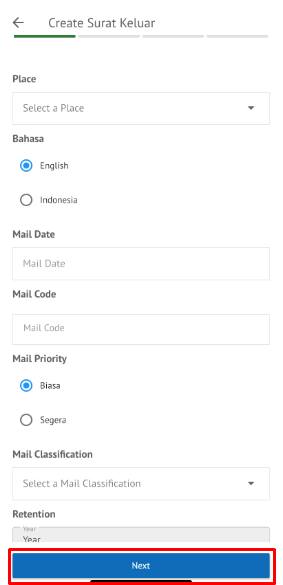 Create Surat Keluar
Place
Select a Place
Bahasa
English
Indonesia
Mail Date
Mail Date
Mail Code
Mail Code
Mail Priority
Biasa
Segera
Mail Classification
Select a Mail Classification
Retention
Year
Year
Next